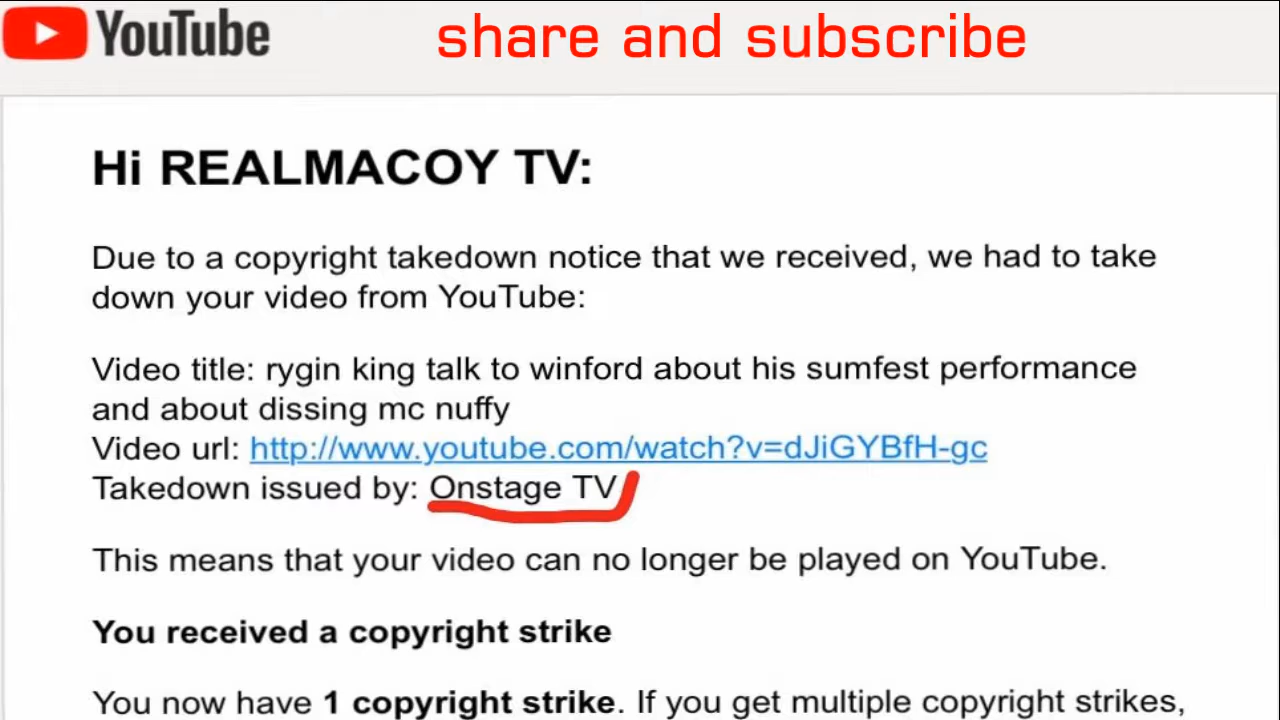 YouTube
share and subscribe
Hi REALMACOY TV:
Due to a copyright takedown notice that we received, we had to take
down your video from YouTube:
Video title: rygin king talk to winford about his sumfest performance
and about dissing mc nuffy
Video url: http://www.youtube.com/watch?v=dJiGYBfH-gc
Takedown issued by: Onstage TV
This means that your video can no longer be played on YouTube.
You received a copyright strike
You now have 1 copyright strike. If you get multiple copyright strikes,